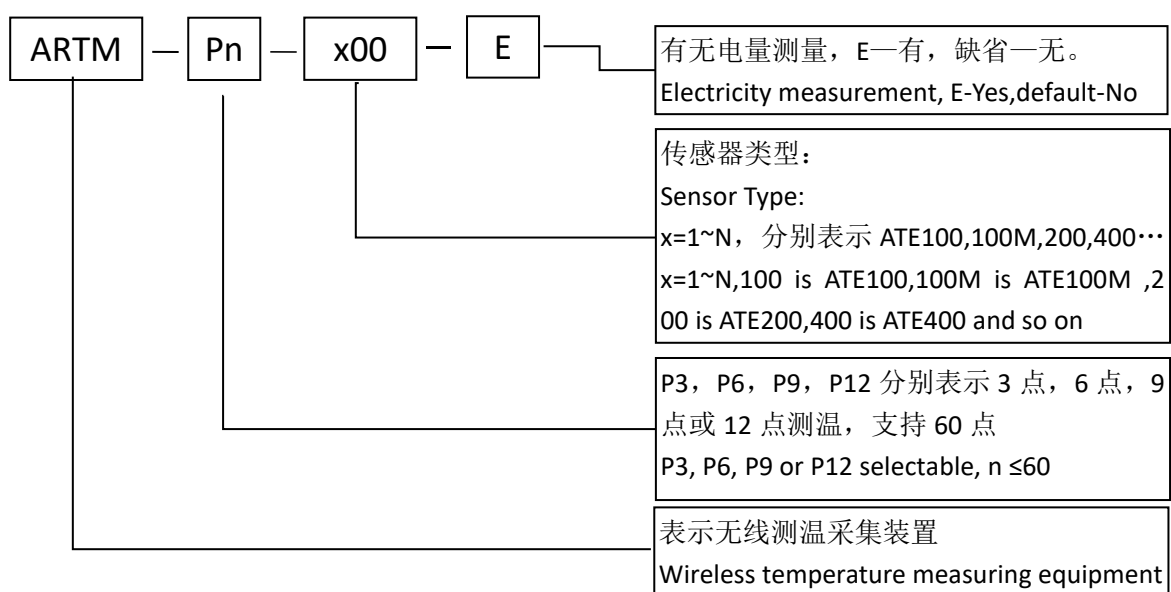 ARTM — Pn — x00 — E
有无电量测量，E—有，缺省—无。
Electricity measurement, E-Yes,default-No
传感器类型：
Sensor Type:
x=1~N，分别表示 ATE100,100M,200,400…
x=1~N,100 is ATE100,100M is ATE100M ,2
00 is ATE200,400 is ATE400 and so on
P3，P6，P9，P12 分别表示 3 点，6 点，9
点或 12 点测温，支持 60 点
P3, P6, P9 or P12 selectable, n ≤60
表示无线测温采集装置
Wireless temperature measuring equipment